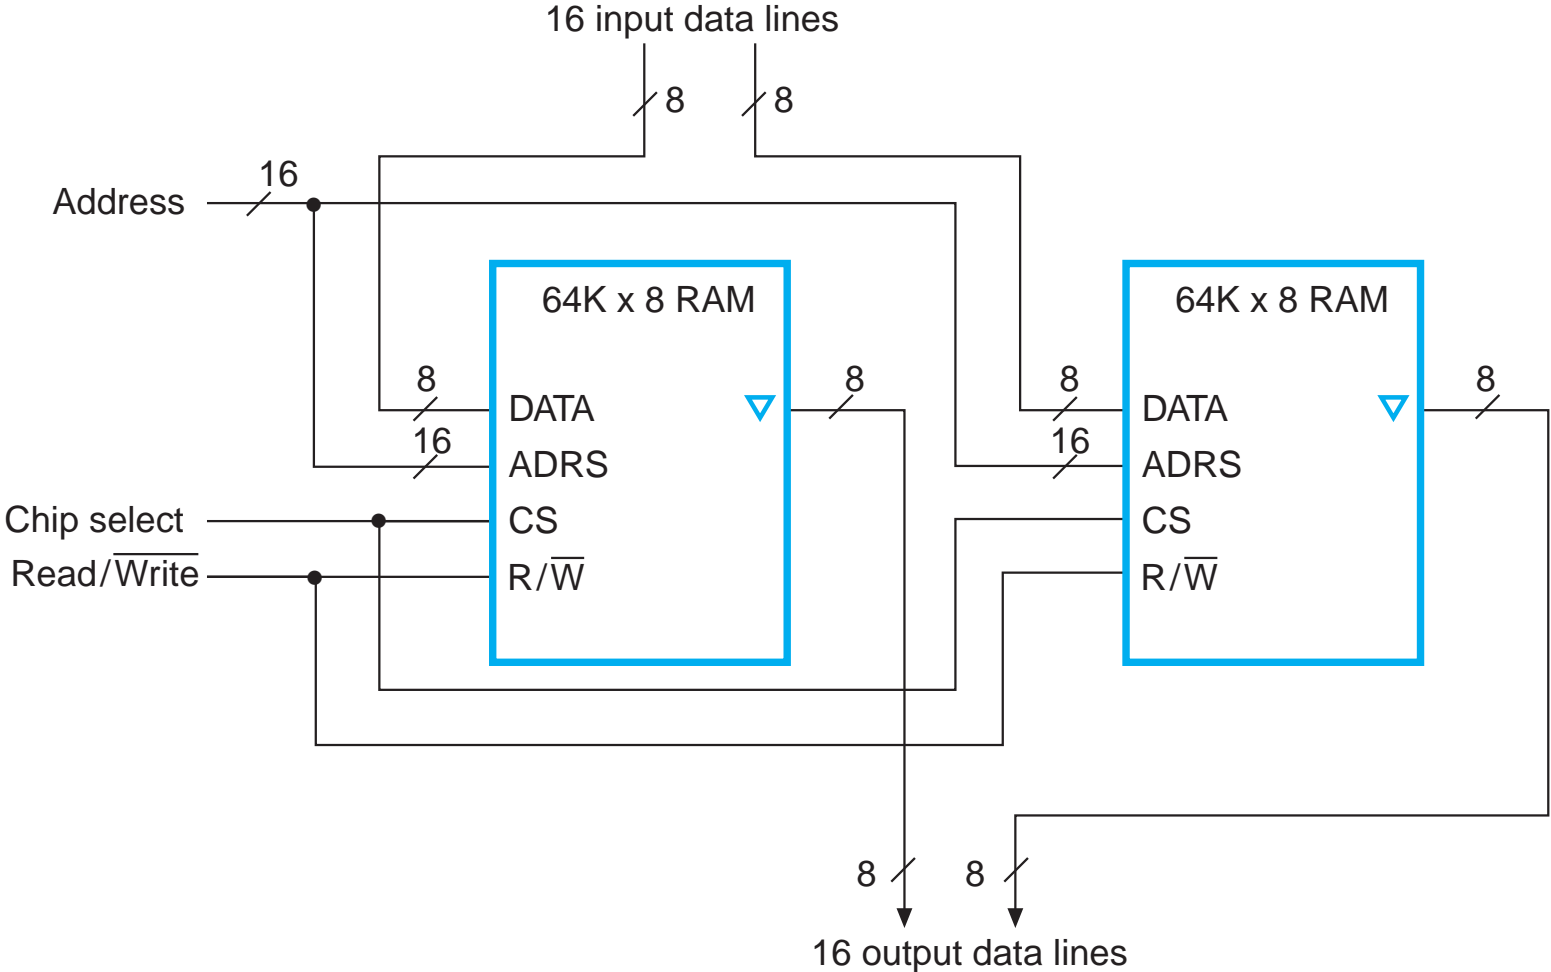 16 input data lines
8 8
16
Address
64K x 8 RAM 64K x 8 RAM
8 8 8 8
DATA DATA
16 16
ADRS ADRS
Chip select CS CS
Read/W̅r̅i̅t̅e̅ R/W̅ R/W̅
8 8
16 output data lines